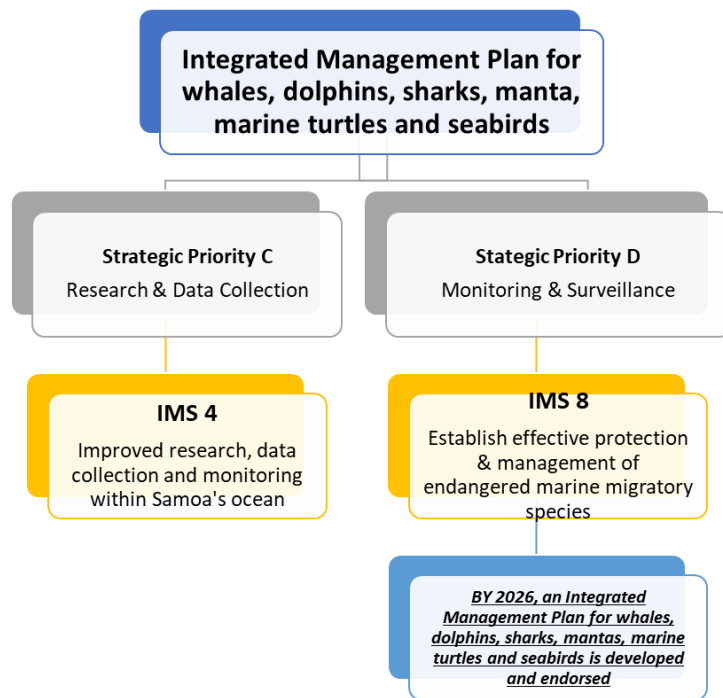 Integrated Management Plan for
whales, dolphins, sharks, manta,
marine turtles and seabirds
Strategic Priority C
Research & Data Collection
Stategic Priority D
Monitoring & Surveillance
IMS 4
Improved research, data
collection and monitoring
within Samoa's ocean
IMS 8
Establish effective protection
& management of
endangered marine migratory
species
BY 2026, an Integrated
Management Plan for whales,
dolphins, sharks, mantas, marine
turtles and seabirds is developed
and endorsed